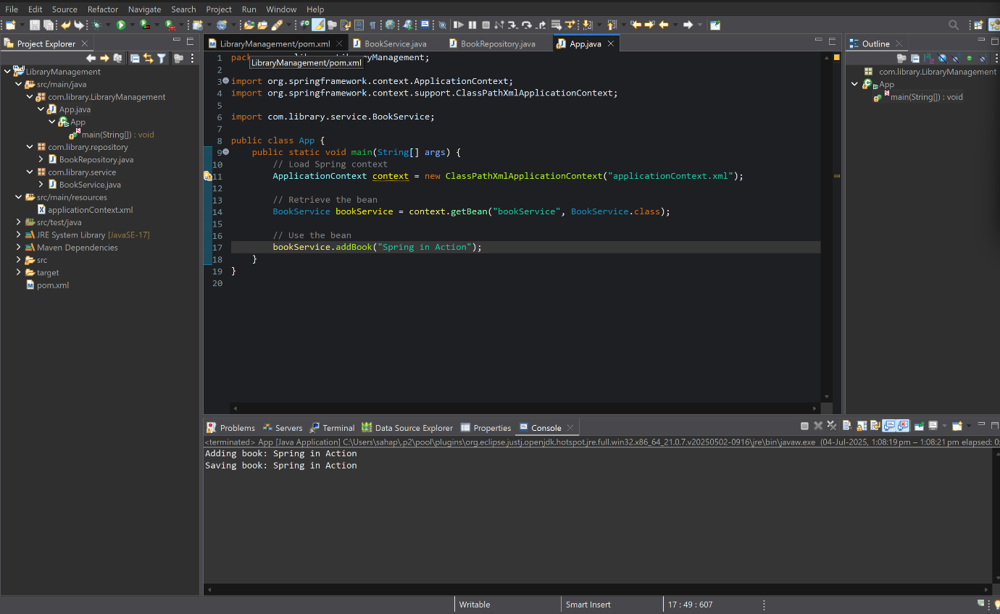 File Edit Source Refactor Navigate Search Project Run Window Help
Project Explorer
LibraryManagement
src/main/java
com.library.LibraryManagement
App.java
App
main(String[]) : void
com.library.repository
BookRepository.java
com.library.service
BookService.java
src/main/resources
applicationContext.xml
src/test/java
JRE System Library [JavaSE-17]
Maven Dependencies
src
target
pom.xml
LibraryManagement/pom.xml BookService.java BookRepository.java App.java
LibraryManagement/pom.xml
1 pack
2
3 import org.springframework.context.ApplicationContext;
4 import org.springframework.context.support.ClassPathXmlApplicationContext;
5
6 import com.library.service.BookService;
7
8 public class App {
9 public static void main(String[] args) {
10 // Load Spring context
11 ApplicationContext context = new ClassPathXmlApplicationContext("applicationContext.xml");
12
13 // Retrieve the bean
14 BookService bookService = context.getBean("bookService", BookService.class);
15
16 // Use the bean
17 bookService.addBook("Spring in Action");
18 }
19 }
20
Outline
com.library.LibraryManagement
App
main(String[]) : void
Problems Servers Terminal Data Source Explorer Properties Console
<terminated> App [Java Application] C:\Users\sahap\.p2\pool\plugins\org.eclipse.justj.openjdk.hotspot.jre.full.win32.x86_64_21.0.7.v20250502-0916\jre\bin\javaw.exe (04-Jul-2025, 1:08:19 pm – 1:08:21 pm elapsed: 0:
Adding book: Spring in Action
Saving book: Spring in Action
Writable Smart Insert 17 : 49 : 607